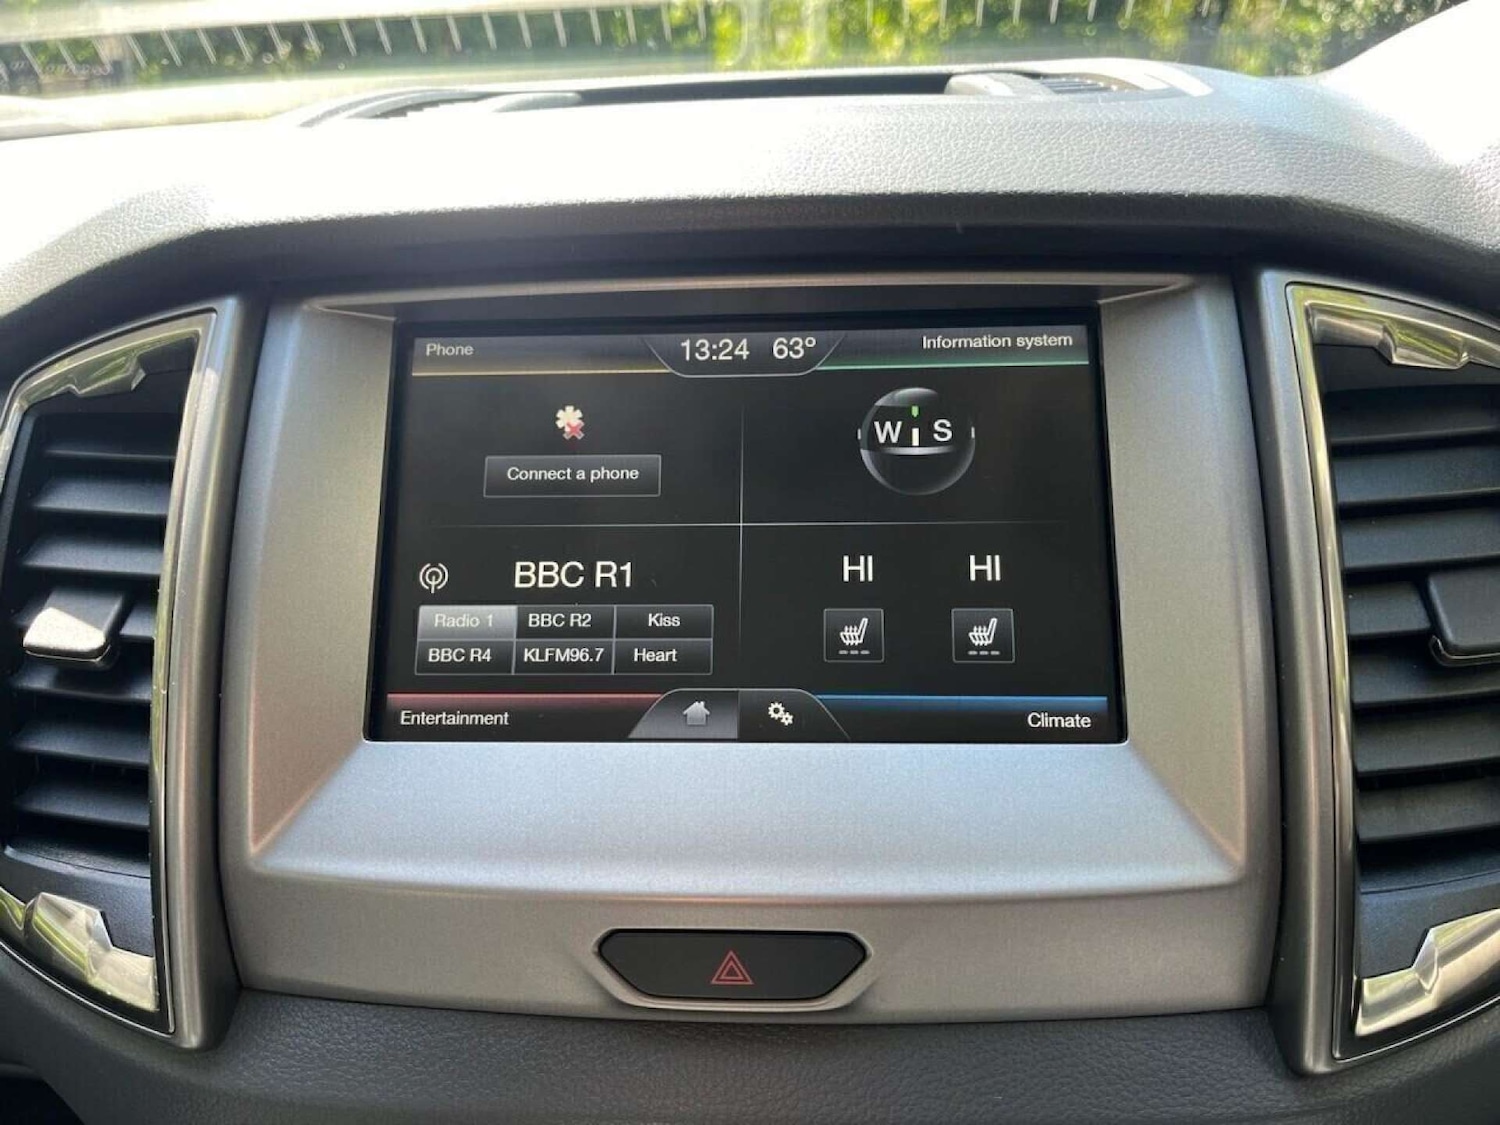 Phone
13:24 63°
Information system
Connect a phone
W S
BBC R1
HI HI
Radio 1 BBC R2 Kiss
BBC R4 KLFM96.7 Heart
Entertainment
Climate